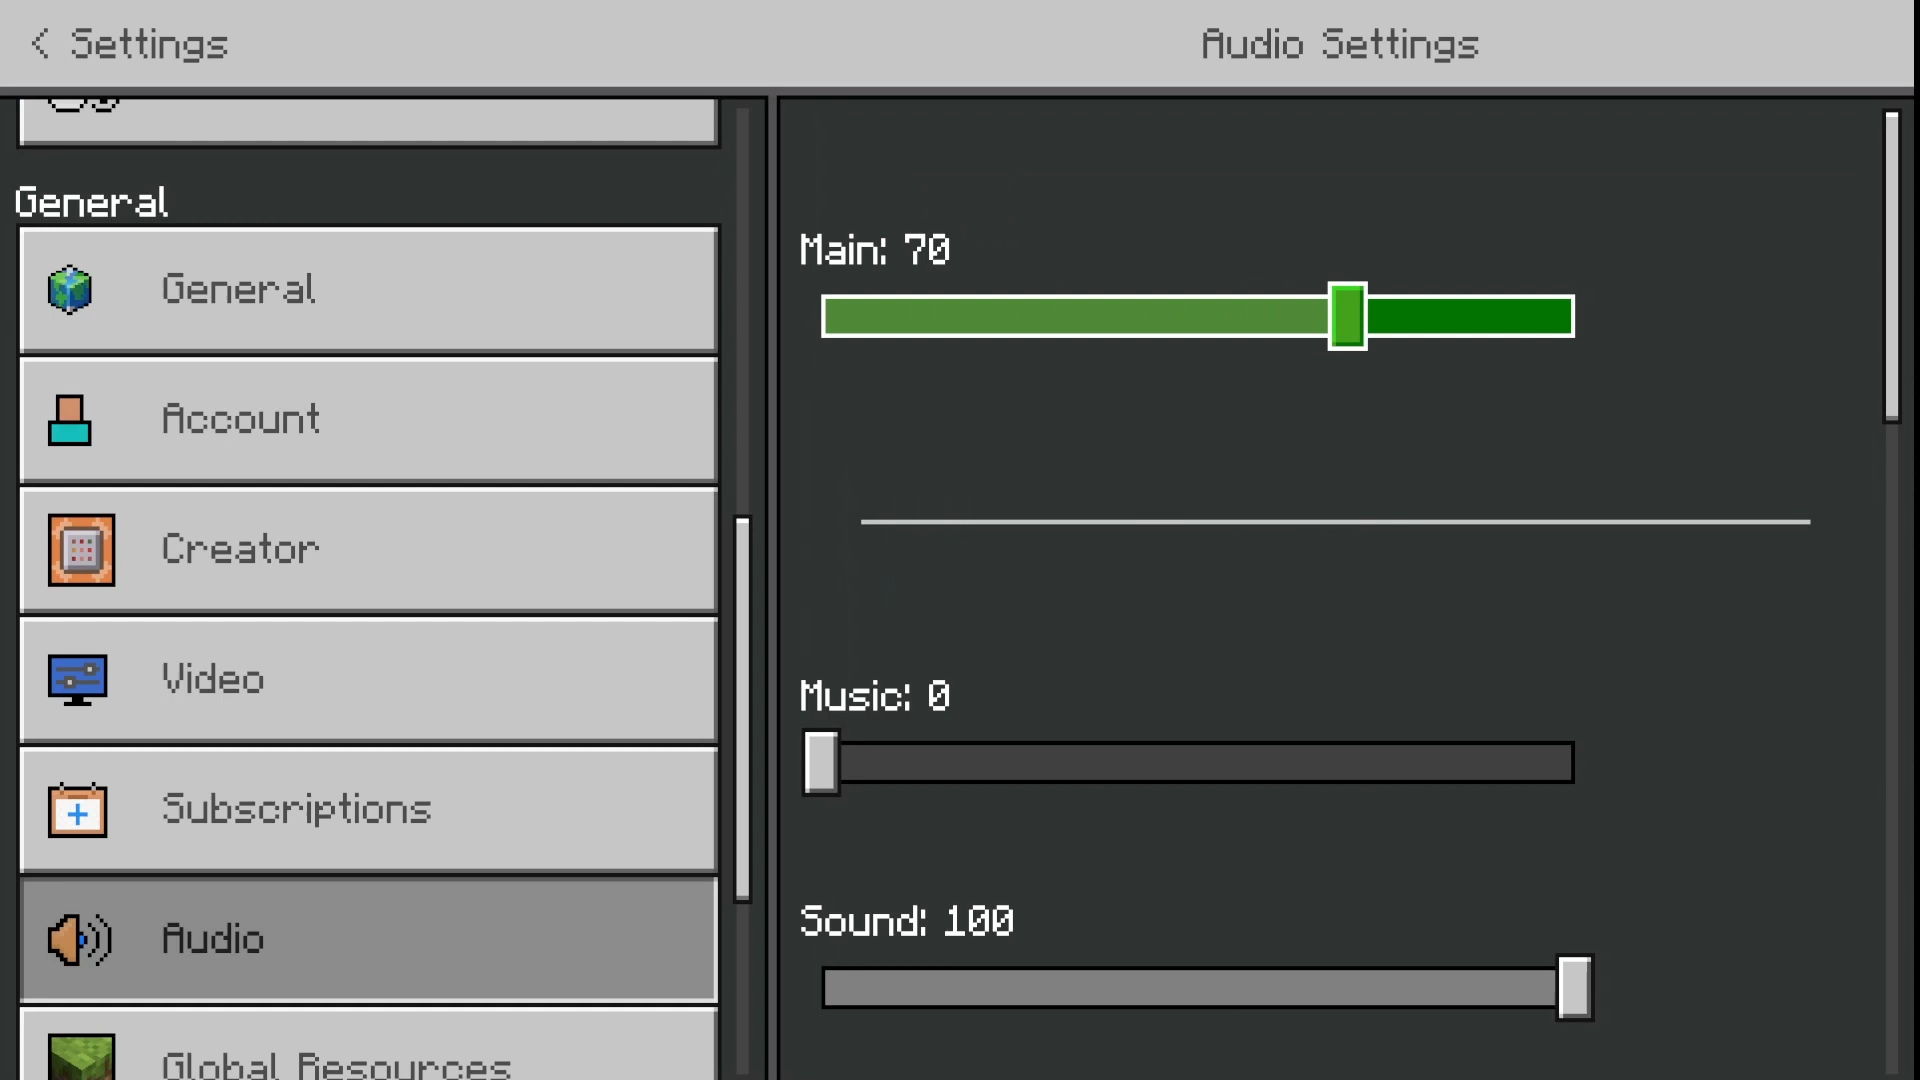 Settings
Audio Settings
General
General
Account
Creator
Video
Subscriptions
Audio
Global Resources
Main: 70
Music: 0
Sound: 100